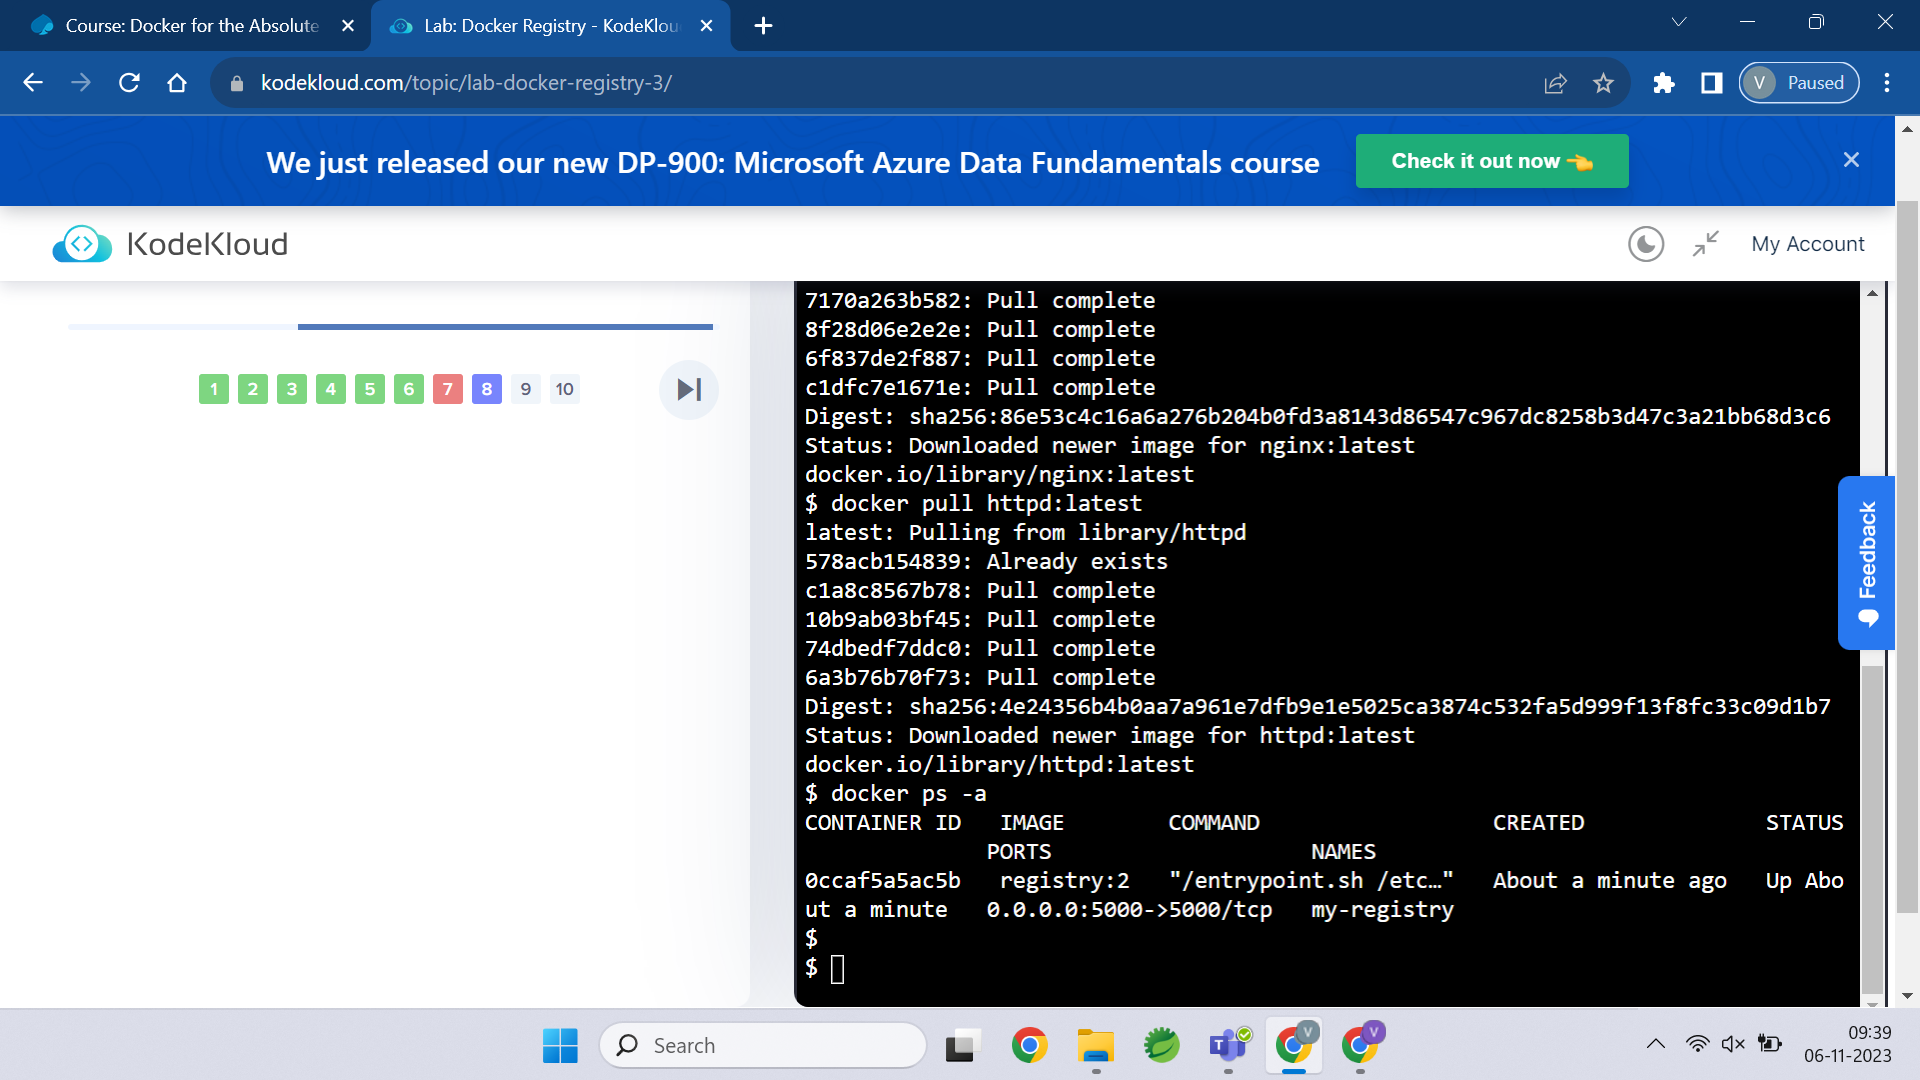 Course: Docker for the Absolute
Lab: Docker Registry - KodeKlou
kodekloud.com/topic/lab-docker-registry-3/
V Paused
We just released our new DP-900: Microsoft Azure Data Fundamentals course
Check it out now
KodeKloud
My Account
1 2 3 4 5 6 7 8 9 10
7170a263b582: Pull complete
8f28d06e2e2e: Pull complete
6f837de2f887: Pull complete
c1dfc7e1671e: Pull complete
Digest: sha256:86e53c4c16a6a276b204b0fd3a8143d86547c967dc8258b3d47c3a21bb68d3c6
Status: Downloaded newer image for nginx:latest
docker.io/library/nginx:latest
$ docker pull httpd:latest
latest: Pulling from library/httpd
578acb154839: Already exists
c1a8c8567b78: Pull complete
10b9ab03bf45: Pull complete
74dbedf7ddc0: Pull complete
6a3b76b70f73: Pull complete
Digest: sha256:4e24356b4b0aa7a961e7dfb9e1e5025ca3874c532fa5d999f13f8fc33c09d1b7
Status: Downloaded newer image for httpd:latest
docker.io/library/httpd:latest
$ docker ps -a
CONTAINER ID   IMAGE        COMMAND                  CREATED              STATUS
              PORTS                    NAMES
0ccaf5a5ac5b   registry:2   "/entrypoint.sh /etc…"   About a minute ago   Up Abo
ut a minute   0.0.0.0:5000->5000/tcp   my-registry
$
$
Feedback
Search
T
V
V
09:39
06-11-2023